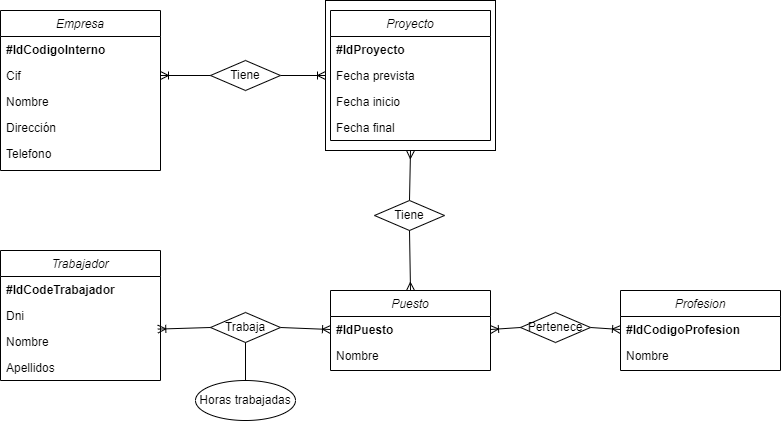 Empresa
#IdCodigoInterno
Cif
Nombre
Dirección
Telefono
Tiene
Proyecto
#IdProyecto
Fecha prevista
Fecha inicio
Fecha final
Tiene
Trabajador
#IdCodeTrabajador
Dni
Nombre
Apellidos
Trabaja
Horas trabajadas
Puesto
#IdPuesto
Nombre
Pertenece
Profesion
#IdCodigoProfesion
Nombre